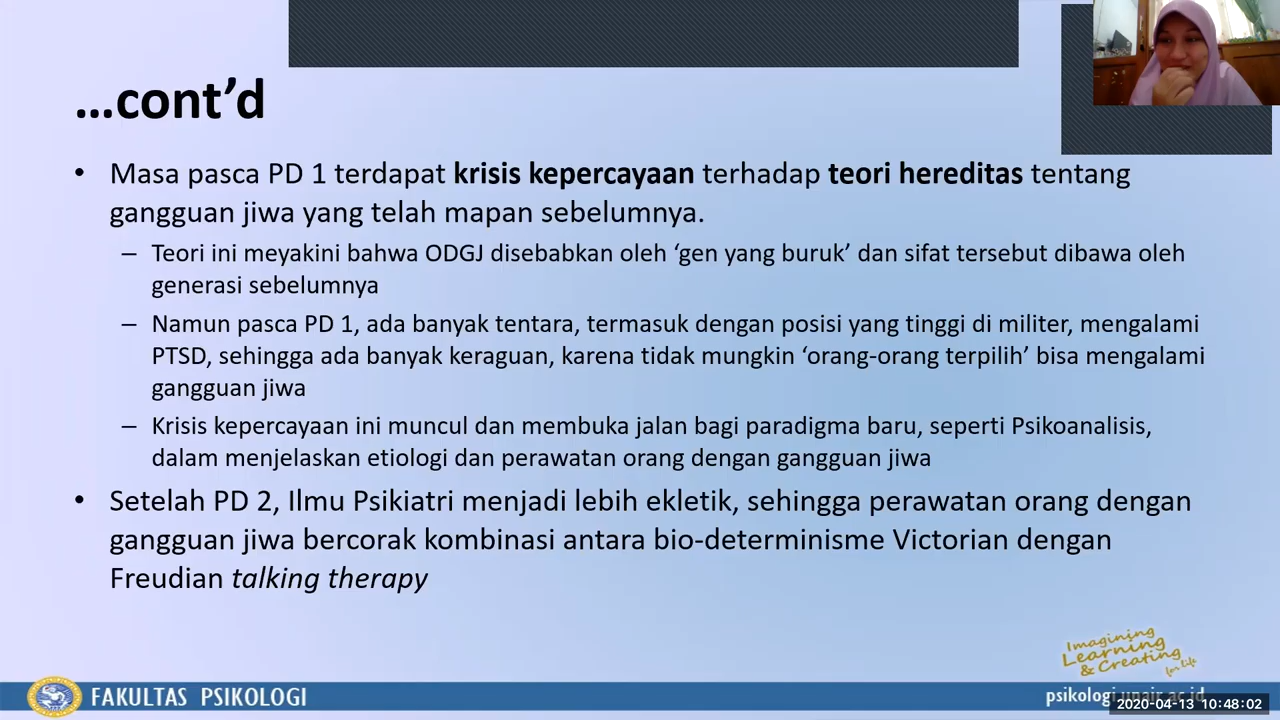 ...cont'd
• Masa pasca PD 1 terdapat krisis kepercayaan terhadap teori hereditas tentang
gangguan jiwa yang telah mapan sebelumnya.
– Teori ini meyakini bahwa ODGJ disebabkan oleh ‘gen yang buruk’ dan sifat tersebut dibawa oleh
generasi sebelumnya
– Namun pasca PD 1, ada banyak tentara, termasuk dengan posisi yang tinggi di militer, mengalami
PTSD, sehingga ada banyak keraguan, karena tidak mungkin ‘orang-orang terpilih’ bisa mengalami
gangguan jiwa
– Krisis kepercayaan ini muncul dan membuka jalan bagi paradigma baru, seperti Psikoanalisis,
dalam menjelaskan etiologi dan perawatan orang dengan gangguan jiwa
• Setelah PD 2, Ilmu Psikiatri menjadi lebih ekletik, sehingga perawatan orang dengan
gangguan jiwa bercorak kombinasi antara bio-determinisme Victorian dengan
Freudian talking therapy
Imagining
Learning
& Creating
for life
FAKULTAS PSIKOLOGI
psikologi.unair.ac.id
2020-04-13 10:48:02